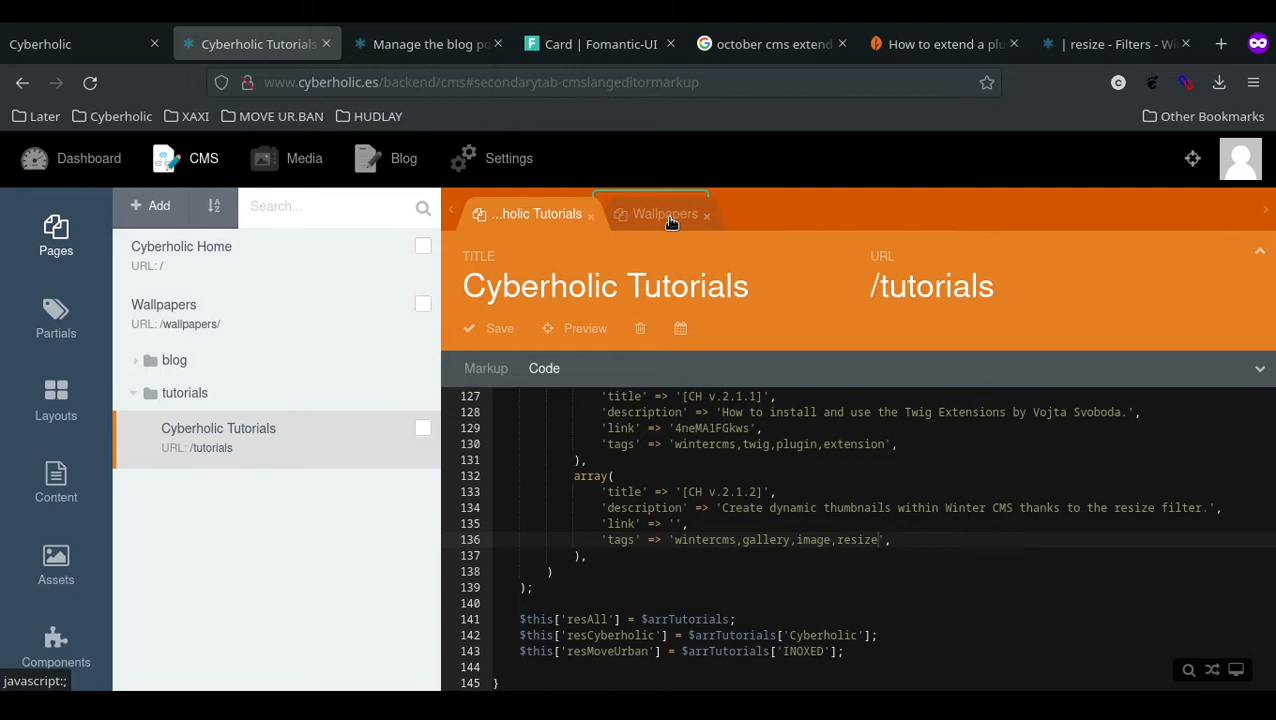 Cyberholic
Cyberholic Tutorials
Manage the blog po
Card | Fomantic-UI
october cms extend
How to extend a plu
| resize - Filters - Wi
www.cyberholic.es/backend/cms#secondarytab-cmslangeditormarkup
Later
Cyberholic
XAXI
MOVE UR.BAN
HUDLAY
Other Bookmarks
Dashboard
CMS
Media
Blog
Settings
Pages
Partials
Layouts
Content
Assets
Components
javascript:;
Add
Search...
Cyberholic Home
URL: /
Wallpapers
URL: /wallpapers/
blog
tutorials
Cyberholic Tutorials
URL: /tutorials
...holic Tutorials
Wallpapers
TITLE
Cyberholic Tutorials
URL
/tutorials
Save
Preview
Markup
Code
127 'title' => '[CH v.2.1.1]',
128 'description' => 'How to install and use the Twig Extensions by Vojta Svoboda.',
129 'link' => '4neMA1FGkws',
130 'tags' => 'wintercms,twig,plugin,extension',
131 ),
132 array(
133 'title' => '[CH v.2.1.2]',
134 'description' => 'Create dynamic thumbnails within Winter CMS thanks to the resize filter.',
135 'link' => '',
136 'tags' => 'wintercms,gallery,image,resize',
137 ),
138 )
139 );
140
141 $this['resAll'] = $arrTutorials;
142 $this['resCyberholic'] = $arrTutorials['Cyberholic'];
143 $this['resMoveUrban'] = $arrTutorials['INOXED'];
144
145 }